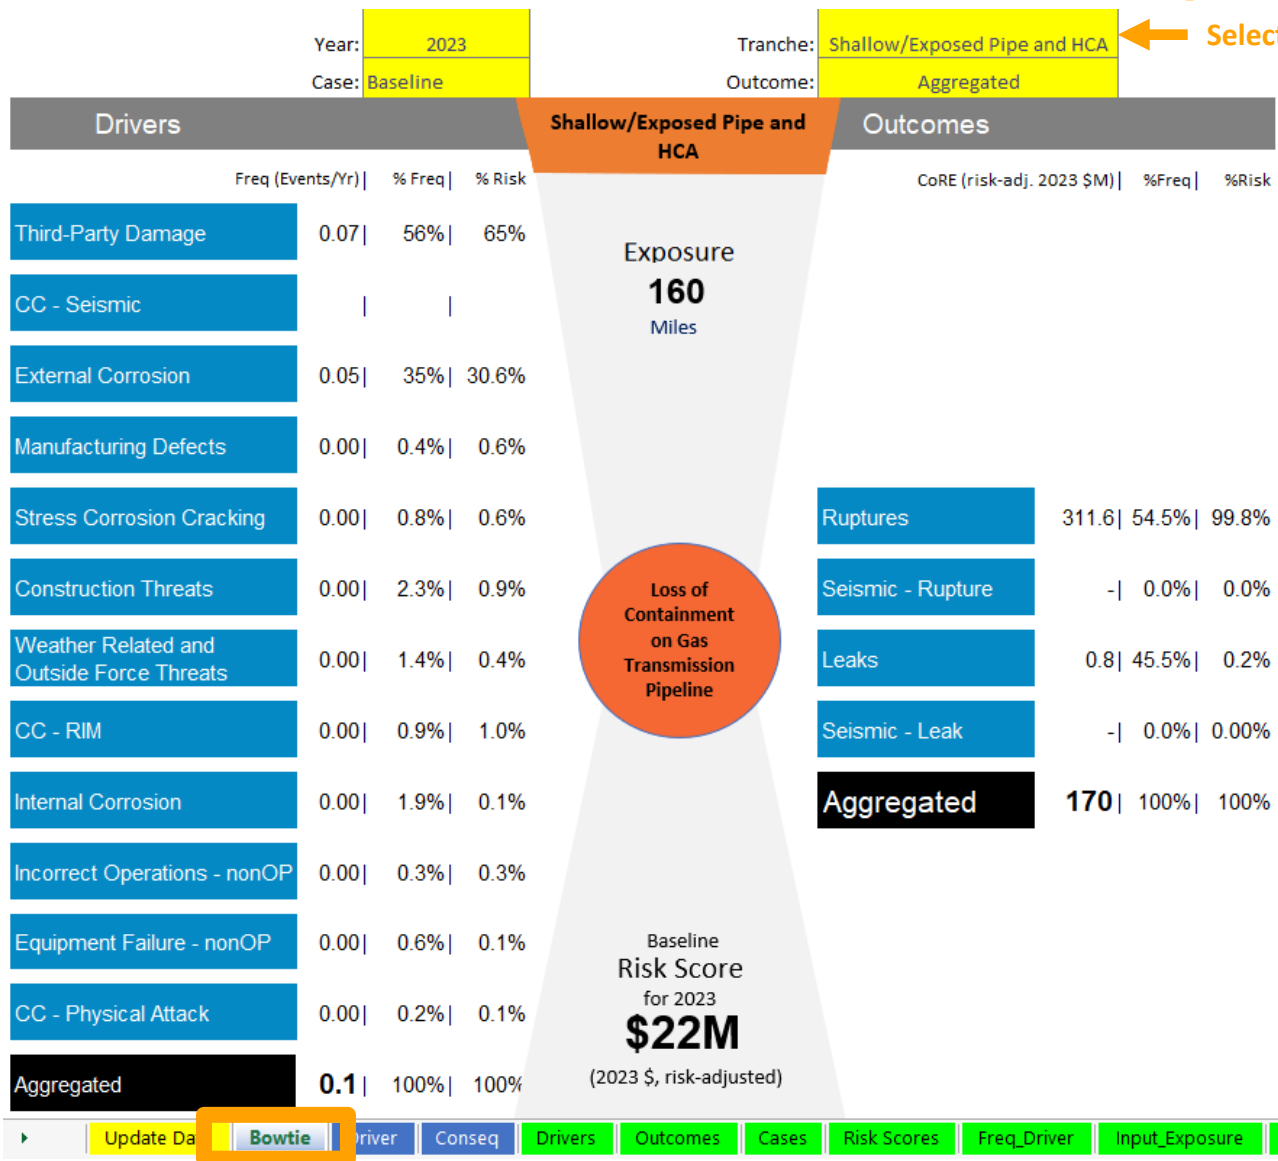 Year: 2023 Tranche: Shallow/Exposed Pipe and HCA Select
Case: Baseline Outcome: Aggregated
Drivers Shallow/Exposed Pipe and HCA Outcomes
Freq (Events/Yr)| % Freq| % Risk CoRE (risk-adj. 2023 $M)| %Freq| %Risk
Third-Party Damage 0.07| 56%| 65%
Exposure
160
Miles
CC - Seismic | |
External Corrosion 0.05| 35%| 30.6%
Manufacturing Defects 0.00| 0.4%| 0.6%
Stress Corrosion Cracking 0.00| 0.8%| 0.6% Ruptures 311.6| 54.5%| 99.8%
Construction Threats 0.00| 2.3%| 0.9% Seismic - Rupture -| 0.0%| 0.0%
Loss of
Containment
on Gas
Transmission
Pipeline
Weather Related and
Outside Force Threats 0.00| 1.4%| 0.4% Leaks 0.8| 45.5%| 0.2%
CC - RIM 0.00| 0.9%| 1.0% Seismic - Leak -| 0.0%| 0.00%
Internal Corrosion 0.00| 1.9%| 0.1% Aggregated 170| 100%| 100%
Incorrect Operations - nonOP 0.00| 0.3%| 0.3%
Equipment Failure - nonOP 0.00| 0.6%| 0.1%
Baseline
Risk Score
for 2023
$22M
(2023 $, risk-adjusted)
CC - Physical Attack 0.00| 0.2%| 0.1%
Aggregated 0.1| 100%| 100%
Update Da Bowtie Driver Conseq Drivers Outcomes Cases Risk Scores Freq_Driver Input_Exposure